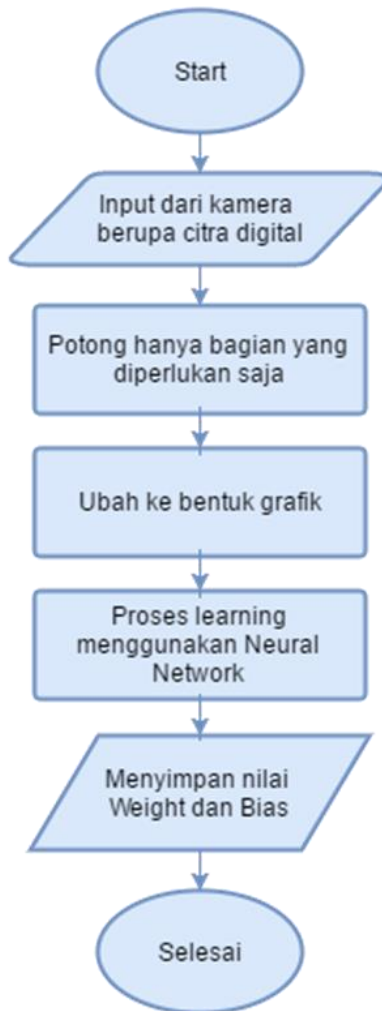 Start
Input dari kamera
berupa citra digital
Potong hanya bagian yang
diperlukan saja
Ubah ke bentuk grafik
Proses learning
menggunakan Neural
Network
Menyimpan nilai
Weight dan Bias
Selesai